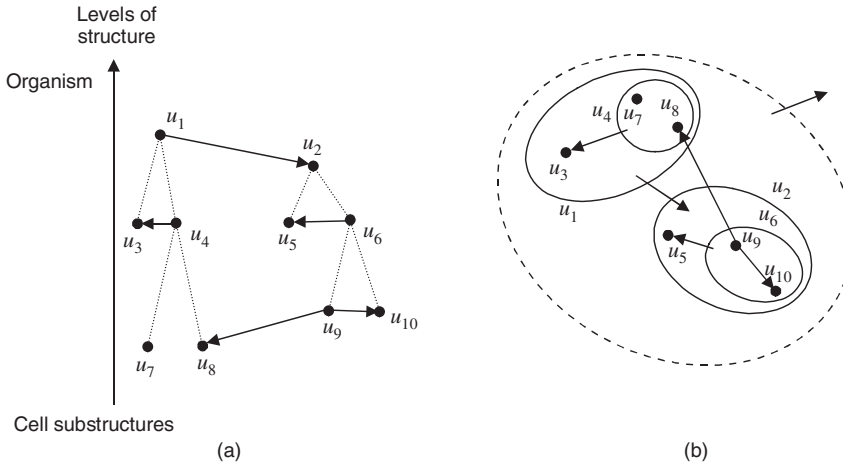 Levels of
structure
Organism
u1
u2
u3
u4
u5
u6
u7
u8
u9
u10
Cell substructures
(a)
u4
u7
u8
u3
u1
u2
u6
u5
u9
u10
(b)